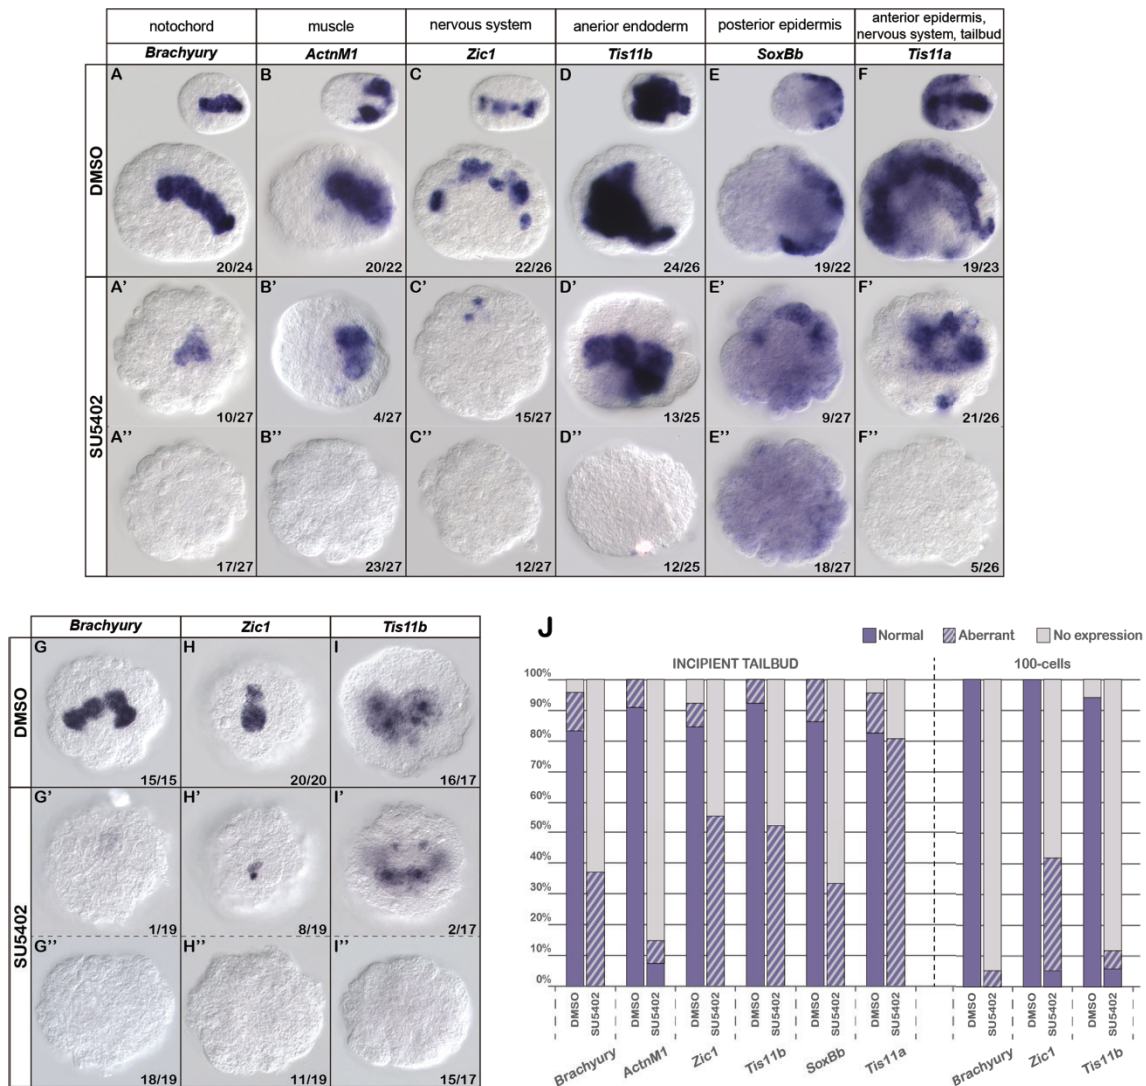 notochord muscle nervous system anerior endoderm posterior epidermis anterior epidermis, nervous system, tailbud
Brachyury ActnM1 Zic1 Tis11b SoxBb Tis11a
DMSO
A B C D E F
20/24 20/22 22/26 24/26 19/22 19/23
SU5402
A' B' C' D' E' F'
10/27 4/27 15/27 13/25 9/27 21/26
A'' B'' C'' D'' E'' F''
17/27 23/27 12/27 12/25 18/27 5/26
Brachyury Zic1 Tis11b
DMSO
G H I
15/15 20/20 16/17
SU5402
G' H' I'
1/19 8/19 2/17
G'' H'' I''
18/19 11/19 15/17
J
Normal Aberrant No expression
INCIPIENT TAILBUD 100-cells
100%
90%
80%
70%
60%
50%
40%
30%
20%
10%
0%
DMSO SU5402 DMSO SU5402 DMSO SU5402 DMSO SU5402 DMSO SU5402 DMSO SU5402 DMSO SU5402 DMSO SU5402 DMSO SU5402
Brachyury ActnM1 Zic1 Tis11b SoxBb Tis11a Brachyury Zic1 Tis11b